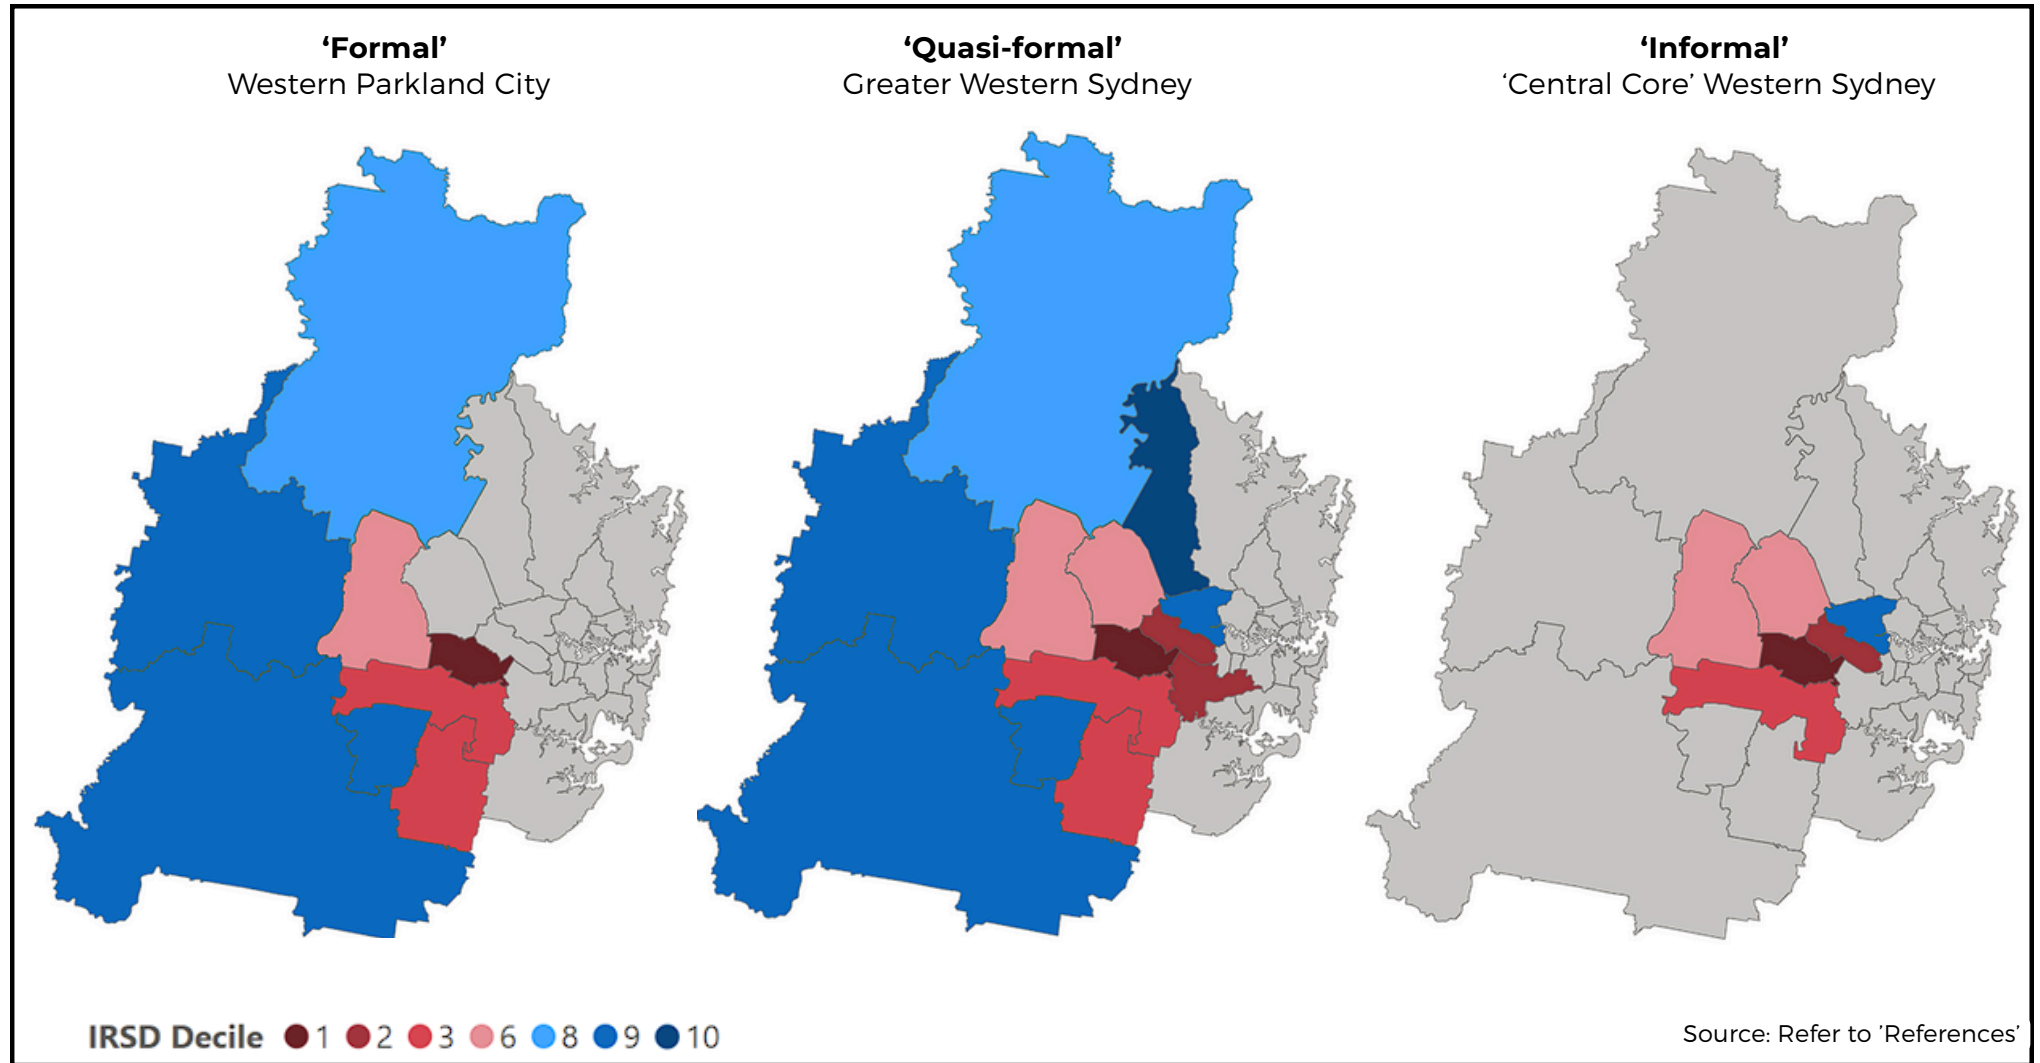 ‘Formal’
Western Parkland City
‘Quasi-formal’
Greater Western Sydney
‘Informal’
‘Central Core’ Western Sydney
IRSD Decile 1 2 3 6 8 9 10
Source: Refer to ’References’